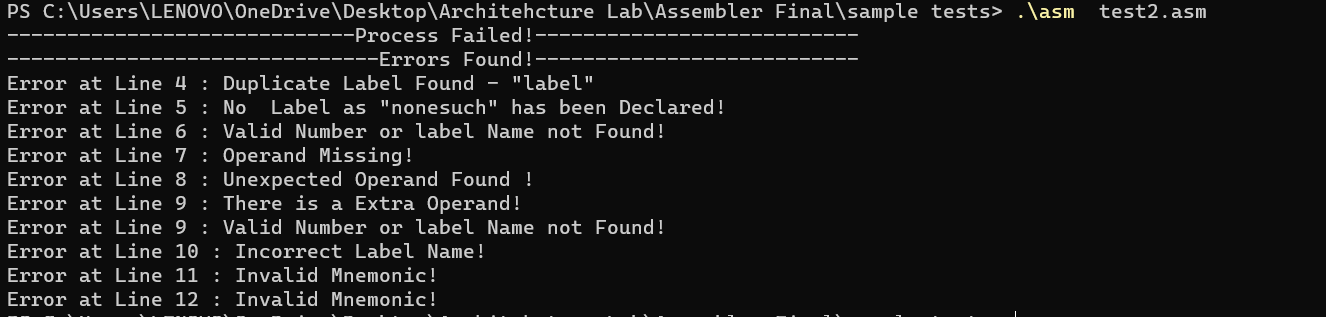 PS C:\Users\LENOVO\OneDrive\Desktop\Architehcture Lab\Assembler Final\sample tests> .\asm  test2.asm
-----------------------------Process Failed!---------------------------
-------------------------------Errors Found!---------------------------
Error at Line 4 : Duplicate Label Found - "label"
Error at Line 5 : No  Label as "nonesuch" has been Declared!
Error at Line 6 : Valid Number or label Name not Found!
Error at Line 7 : Operand Missing!
Error at Line 8 : Unexpected Operand Found !
Error at Line 9 : There is a Extra Operand!
Error at Line 9 : Valid Number or label Name not Found!
Error at Line 10 : Incorrect Label Name!
Error at Line 11 : Invalid Mnemonic!
Error at Line 12 : Invalid Mnemonic!